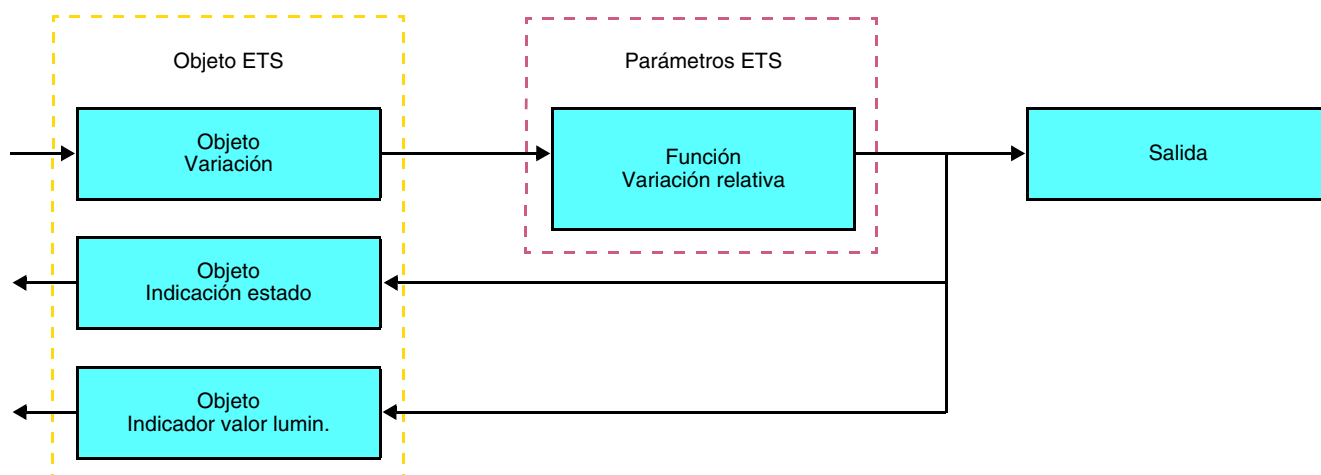 Objeto ETS
Parámetros ETS
Objeto
Variación
Función
Variación relativa
Salida
Objeto
Indicación estado
Objeto
Indicador valor lumin.